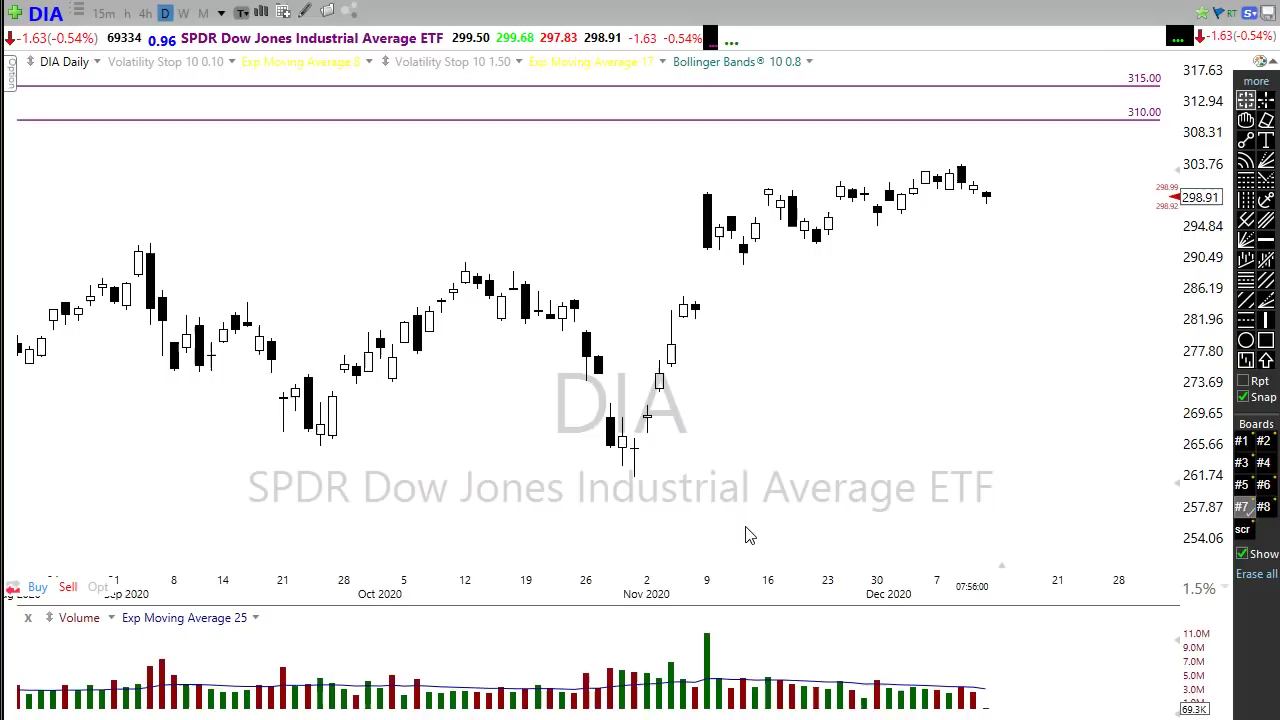 DIA 15m h 4h D W M T RT S
-1.63(-0.54%) 69334 0.96 SPDR Dow Jones Industrial Average ETF 299.50 299.68 297.83 298.91 -1.63 -0.54% ... ... -1.63(-0.54%)
Option
DIA Daily Volatility Stop 10 0.10 Exp Moving Average 8 Volatility Stop 10 1.50 Exp Moving Average 17 Bollinger Bands® 10 0.8
317.63
315.00
more
312.94
310.00
308.31
303.76
298.99
298.91
298.92
294.84
290.49
286.19
281.96
277.80
Rpt
273.69
Snap
DIA
269.65
Boards
#1 #2
265.66
#3 #4
261.74
SPDR Dow Jones Industrial Average ETF
#5 #6
257.87
#7 #8
scr
254.06
Show
Erase all
8 14 21 28 5 12 19 26 2 9 16 23 30 7 21 28
Buy Sell Opt 07:56:00 1.5%
Sep 2020 Oct 2020 Nov 2020 Dec 2020
X Volume Exp Moving Average 25
11.0M
9.0M
7.0M
5.0M
3.0M
69.3K